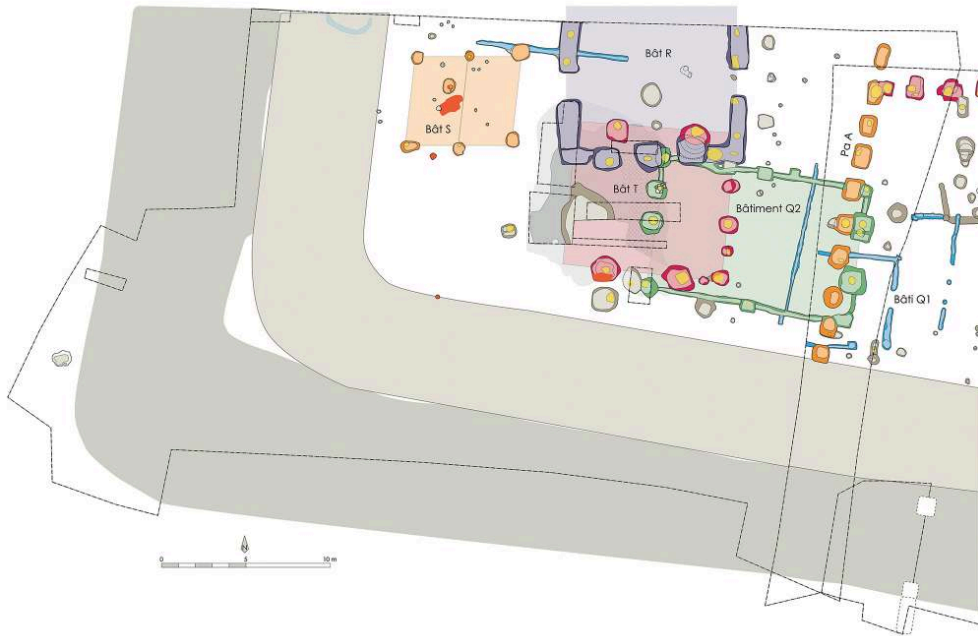 Bât R
Bât S
Pa A
Bât T
Bâtiment Q2
Bâti Q1
N
0 5 10 m